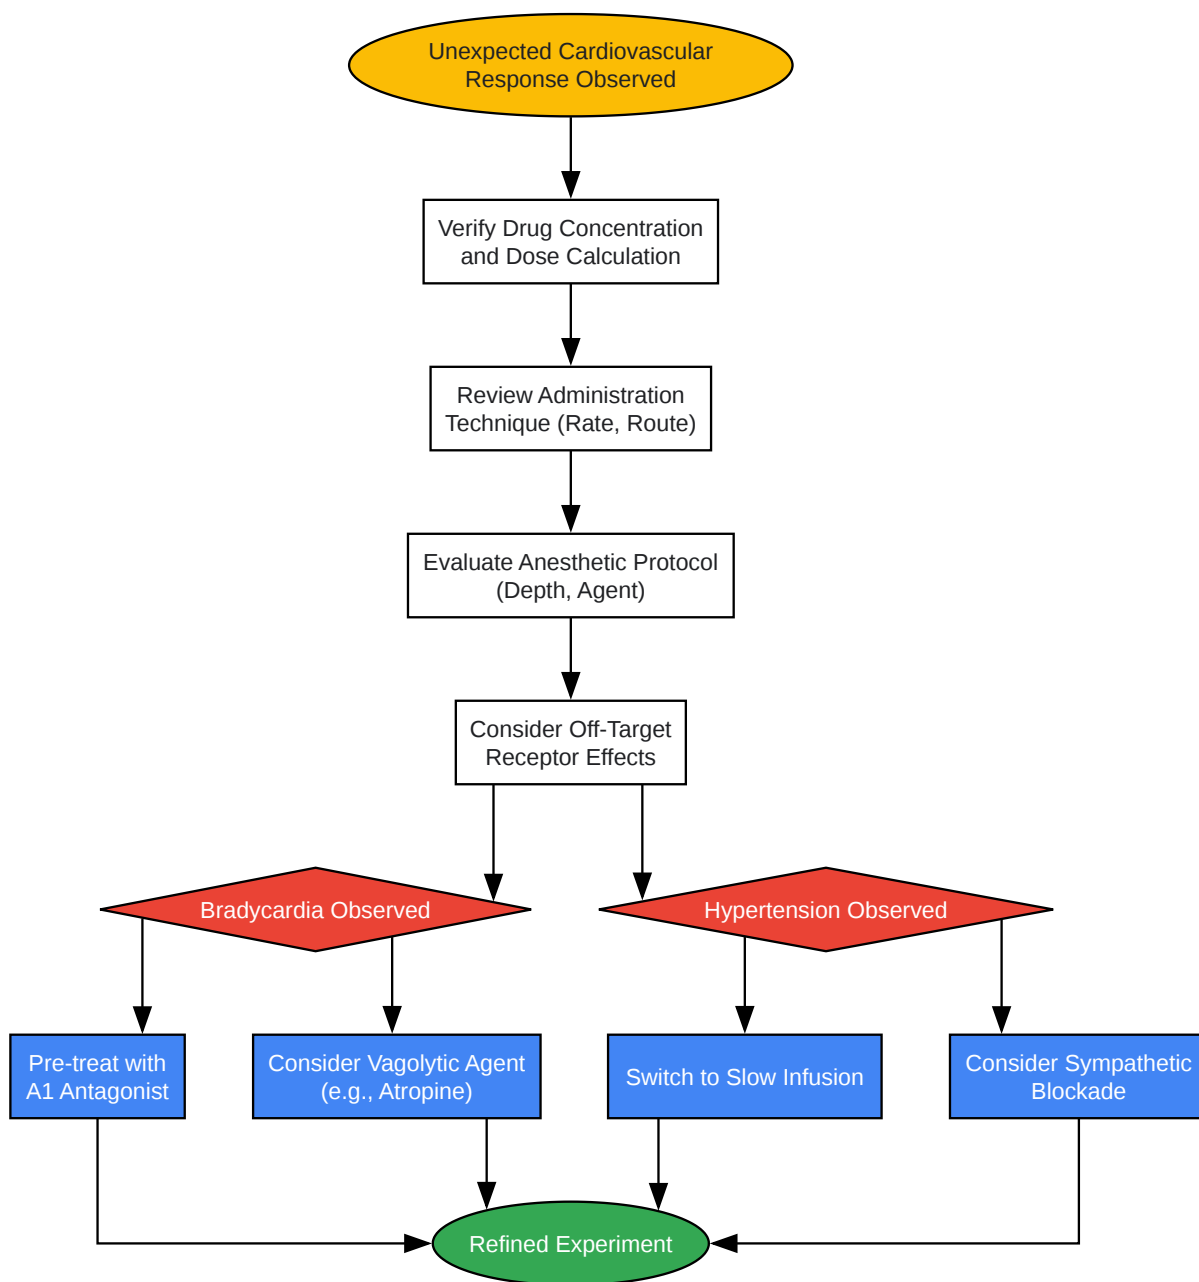 Unexpected Cardiovascular
Response Observed
Verify Drug Concentration
and Dose Calculation
Review Administration
Technique (Rate, Route)
Evaluate Anesthetic Protocol
(Depth, Agent)
Consider Off-Target
Receptor Effects
Bradycardia Observed
Hypertension Observed
Pre-treat with
A1 Antagonist
Consider Vagolytic Agent
(e.g., Atropine)
Switch to Slow Infusion
Consider Sympathetic
Blockade
Refined Experiment